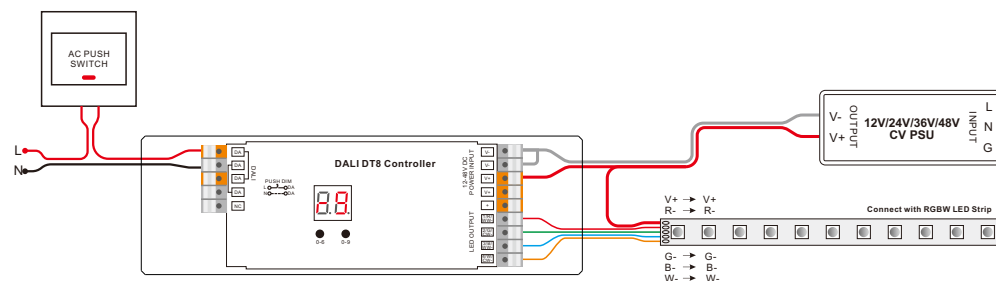 AC PUSH
SWITCH
L
N
DALI DT8 Controller
DA
DA
DA
DA
NC
DALI
PUSH DIM
L DA
N DA
0-6
0-9
12-48V DC
POWER INPUT
V-
V-
V+
V+
+
LED OUTPUT
V-
V+
OUTPUT
12V/24V/36V/48V
CV PSU
INPUT
L
N
G
V+ → V+
R- → R-
Connect with RGBW LED Strip
G- → G-
B- → B-
W- → W-